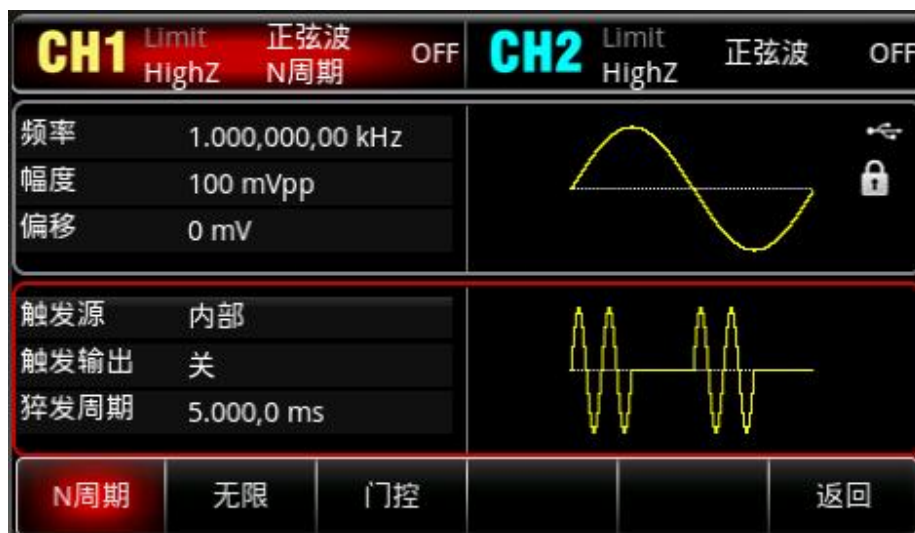 CH1 Limit 正弦波 OFF CH2 Limit 正弦波 OFF
HighZ N周期 HighZ
频率 1.000,000,00 kHz
幅度 100 mVpp
偏移 0 mV
触发源 内部
触发输出 关
猝发周期 5.000,0 ms
N周期 无限 门控 返回